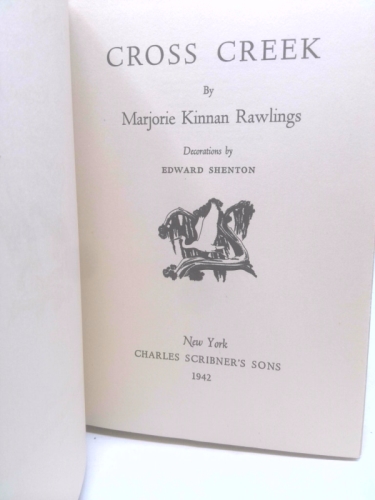 CROSS CREEK
By
Marjorie Kinnan Rawlings
Decorations by
EDWARD SHENTON
New York
CHARLES SCRIBNER'S SONS
1942